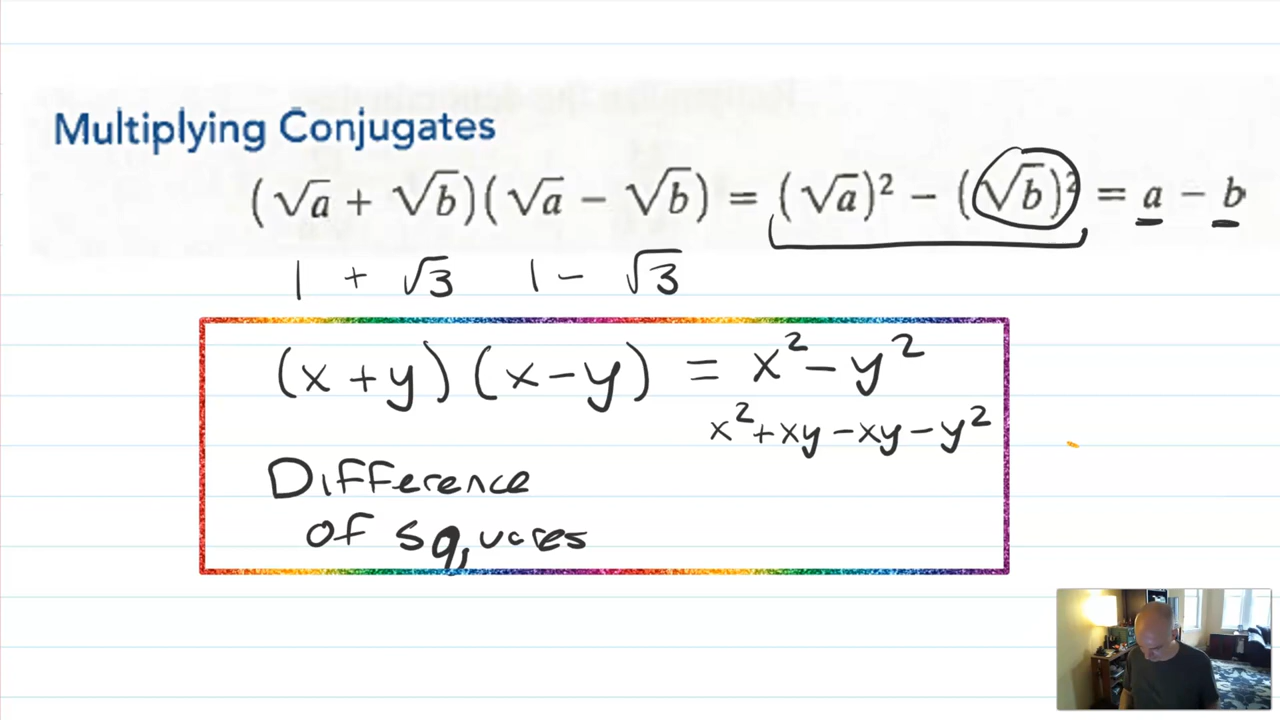 Multiplying Conjugates
(√a + √b)(√a − √b) = (√a)² − (√b)² = a − b
1 + √3 1 − √3
(x + y)(x − y) = x² − y²
x² + xy − xy − y²
Difference
of squares